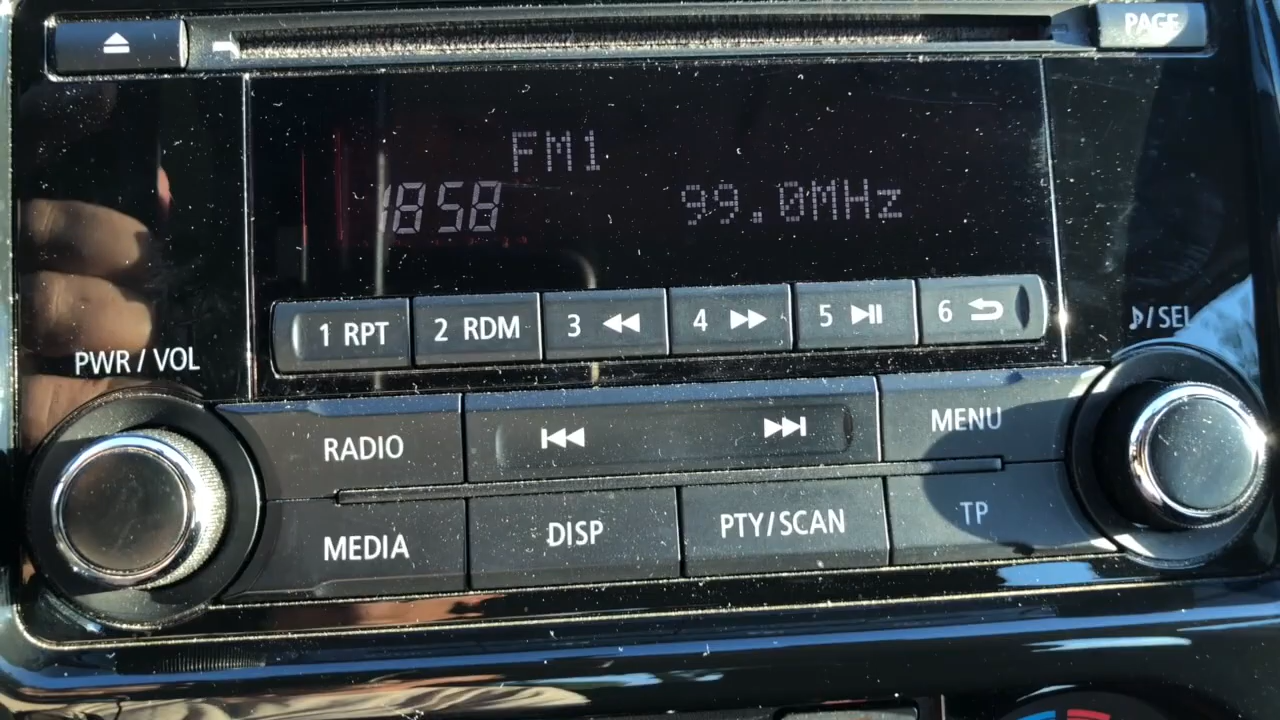 PAGE
FM1
1858 99.0MHz
1 RPT 2 RDM 3 4 5 6
PWR / VOL
♪/SEL
RADIO
MENU
MEDIA DISP PTY/SCAN TP